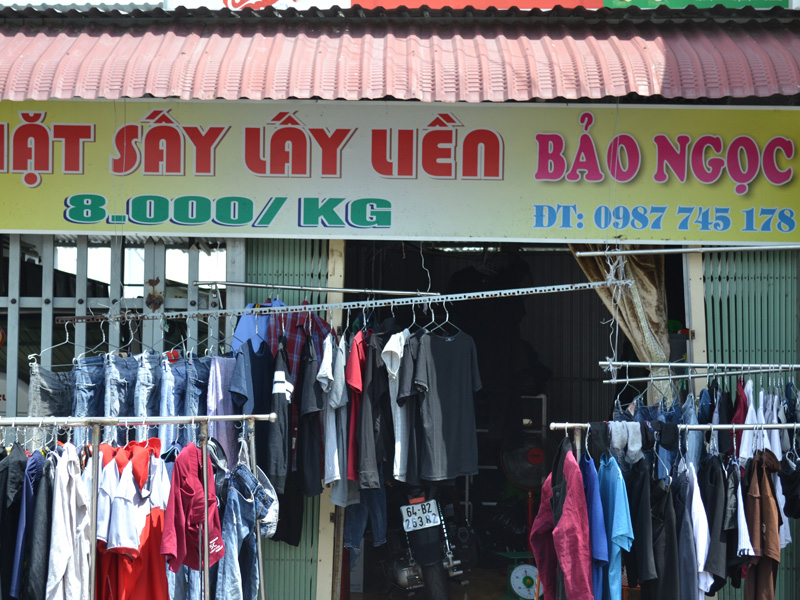 ẶT SẤY LẤY LIỀN
BẢO NGỌC
8.000/KG
ĐT: 0987 745 178
64-B2